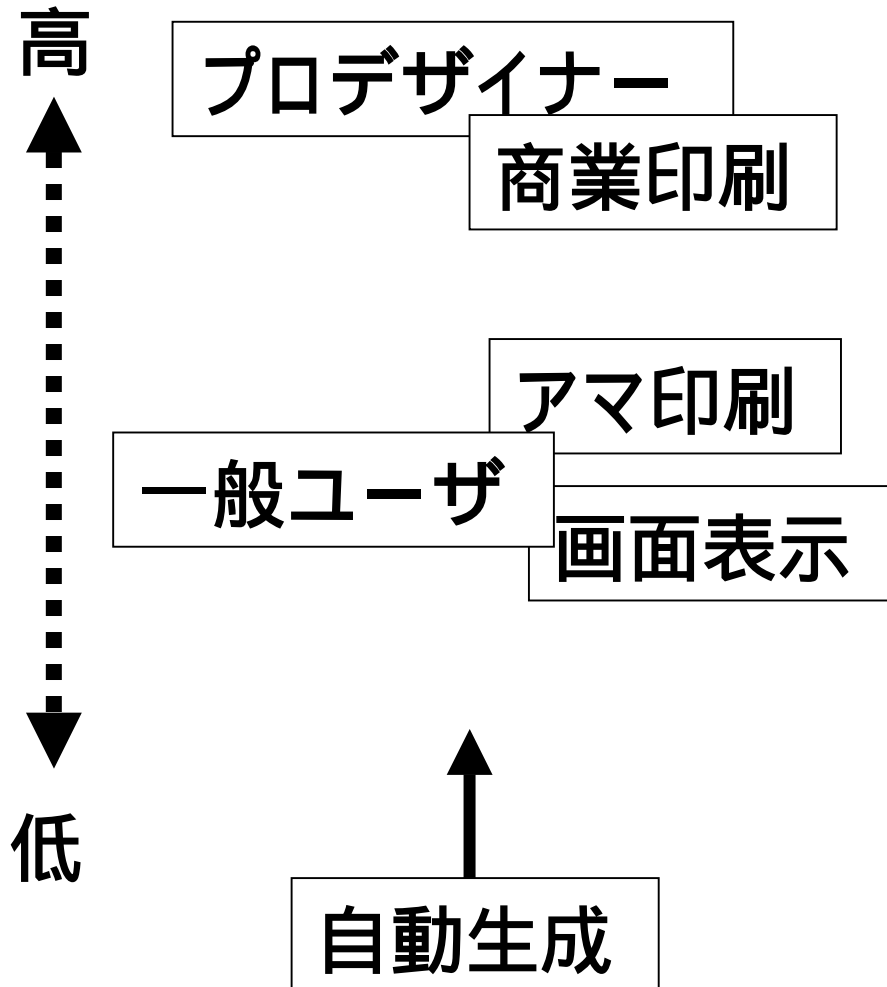 高
プロデザイナー
商業印刷
アマ印刷
一般ユーザ
画面表示
低
自動生成